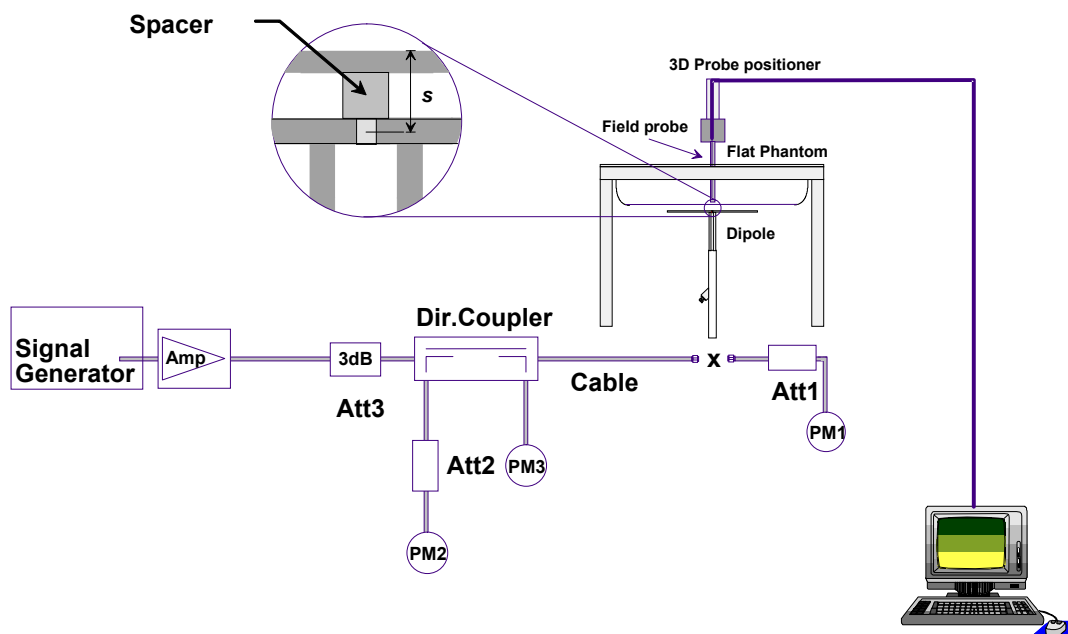 Spacer
s
3D Probe positioner
Field probe
Flat Phantom
Dipole
Dir.Coupler
Signal
Generator
Amp
3dB
Att3
Cable
x
Att1
PM1
Att2
PM3
PM2